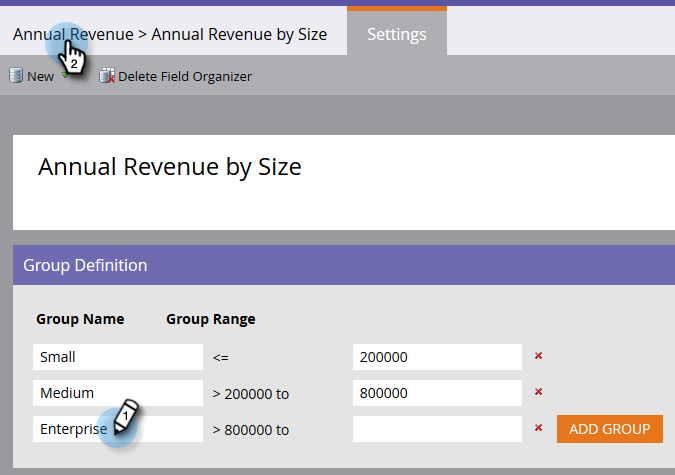 Annual Revenue > Annual Revenue by Size Settings
2
New Delete Field Organizer
Annual Revenue by Size
Group Definition
Group Name Group Range
Small <= 200000
Medium > 200000 to 800000
1
Enterprise > 800000 to ADD GROUP